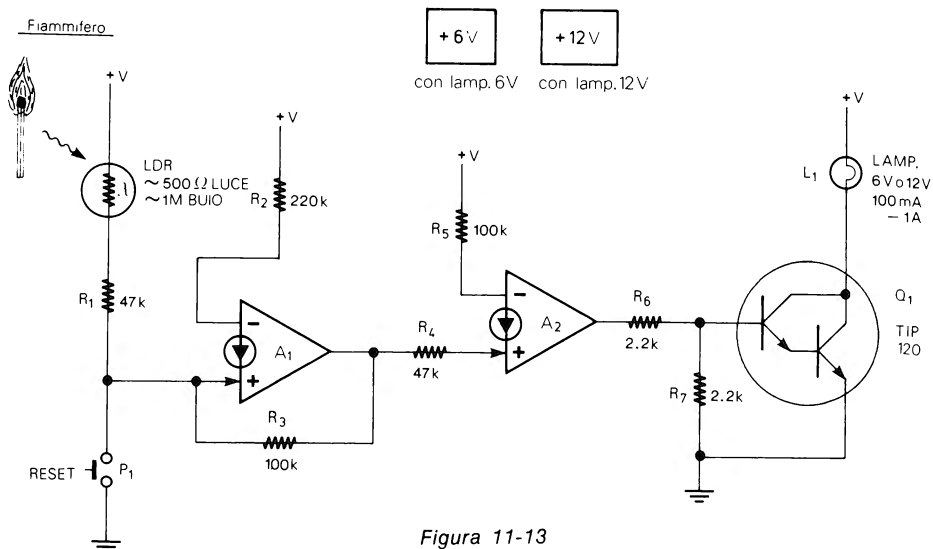 Fiammifero
+6V
+12V
con lamp. 6V
con lamp. 12V
+V
LDR
~ 500 Ω LUCE
~ 1M BUIO
R1
47k
+V
R2
220k
−
A1
+
R3
100k
RESET
P1
R4
47k
+V
R5
100k
−
A2
+
R6
2.2k
R7
2.2k
+V
L1
LAMP.
6V o 12V
100mA
– 1A
Q1
TIP
120
Figura 11-13